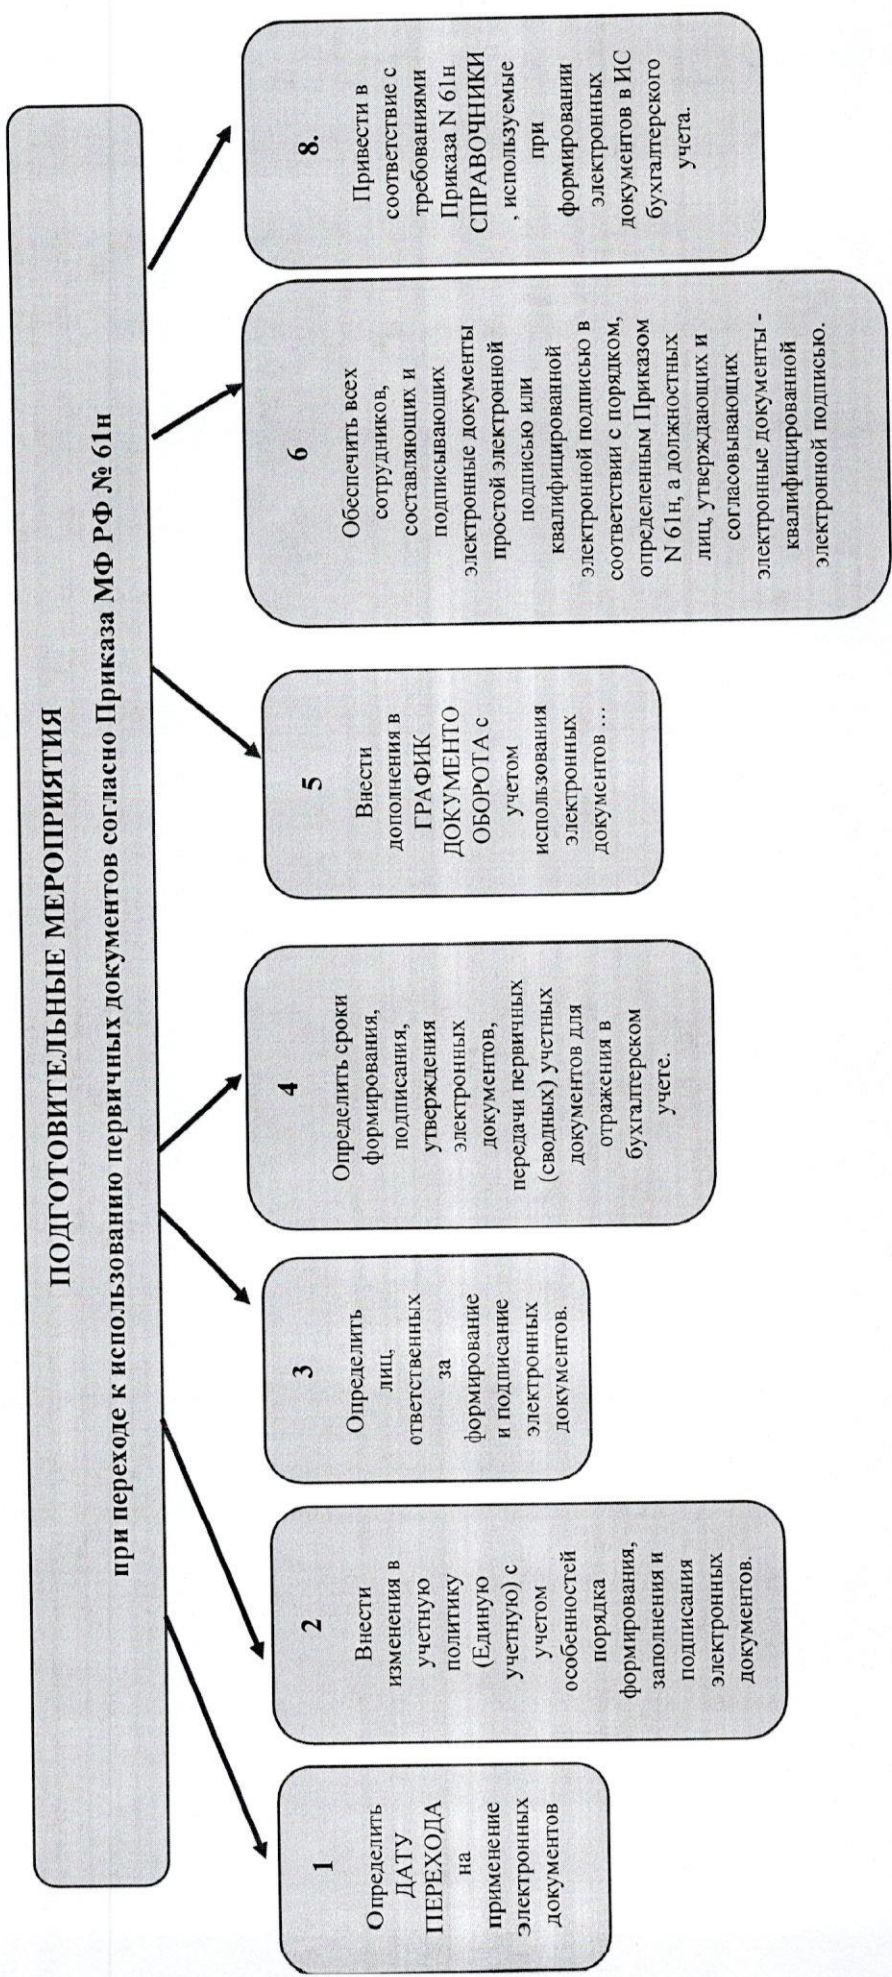 ПОДГОТОВИТЕЛЬНЫЕ МЕРОПРИЯТИЯ
при переходе к использованию первичных документов согласно Приказа МФ РФ № 61н
1
Определить
ДАТУ
ПЕРЕХОДА
на
применение
электронных
документов
2
Внести
изменения в
учетную
политику
(Единую
учетную) с
учетом
особенностей
порядка
формирования,
заполнения и
подписания
электронных
документов.
3
Определить
лиц,
ответственных
за
формирование
и подписание
электронных
документов.
4
Определить сроки
формирования,
подписания,
утверждения
электронных
документов,
передачи первичных
(сводных) учетных
документов для
отражения в
бухгалтерском
учете.
5
Внести
дополнения в
ГРАФИК
ДОКУМЕНТО
ОБОРОТА с
учетом
использования
электронных
документов ...
6
Обеспечить всех
сотрудников,
составляющих и
подписывающих
электронные документы
простой электронной
подписью или
квалифицированной
электронной подписью в
соответствии с порядком,
определенным Приказом
N 61н, а должностных
лиц, утверждающих и
согласовывающих
электронные документы -
квалифицированной
электронной подписью.
8.
Привести в
соответствие с
требованиями
Приказа N 61н
СПРАВОЧНИКИ
, используемые
при
формировании
электронных
документов в ИС
бухгалтерского
учета.